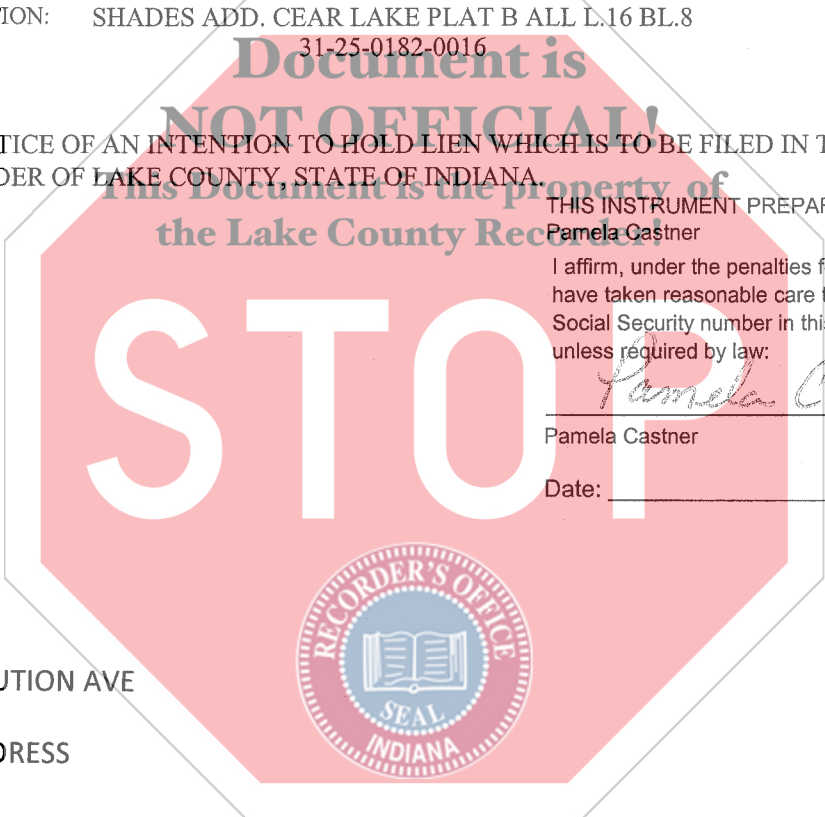 TION: SHADES ADD. CEAR LAKE PLAT B ALL L.16 BL.8
31-25-0182-0016
Document is
NOT OFFICIAL!
TICE OF AN INTENTION TO HOLD LIEN WHICH IS TO BE FILED IN T
DER OF LAKE COUNTY, STATE OF INDIANA.
This Document is the property of
the Lake County Recorder!
THIS INSTRUMENT PREPAR
Pamela Castner
I affirm, under the penalties f
have taken reasonable care t
Social Security number in this
unless required by law:
Pamela C
Pamela Castner
Date:
STOP
RECORDER'S OFFICE
SEAL
INDIANA
UTION AVE
DRESS